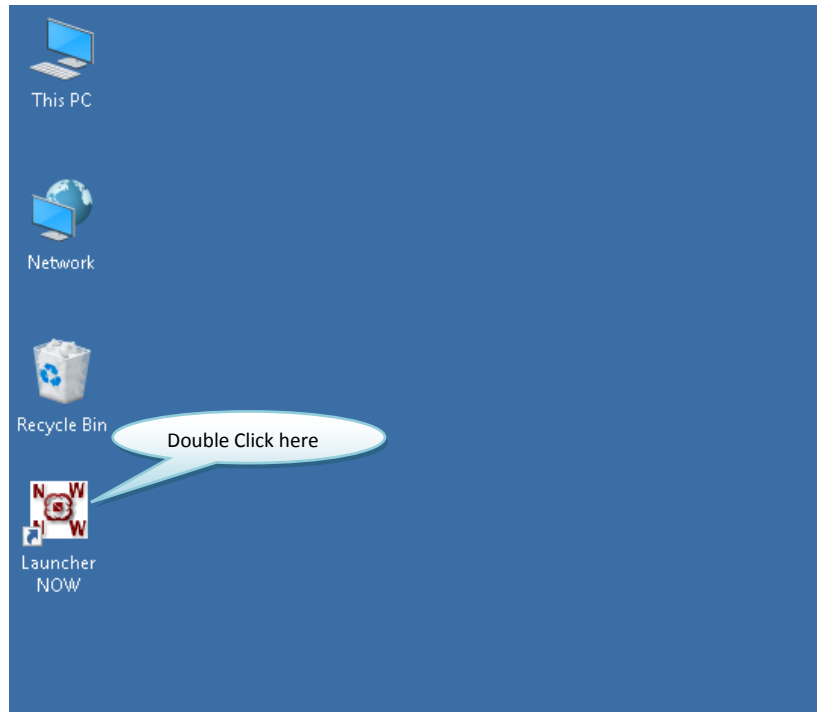 This PC
Network
Recycle Bin
Double Click here
N W
N W
Launcher
NOW